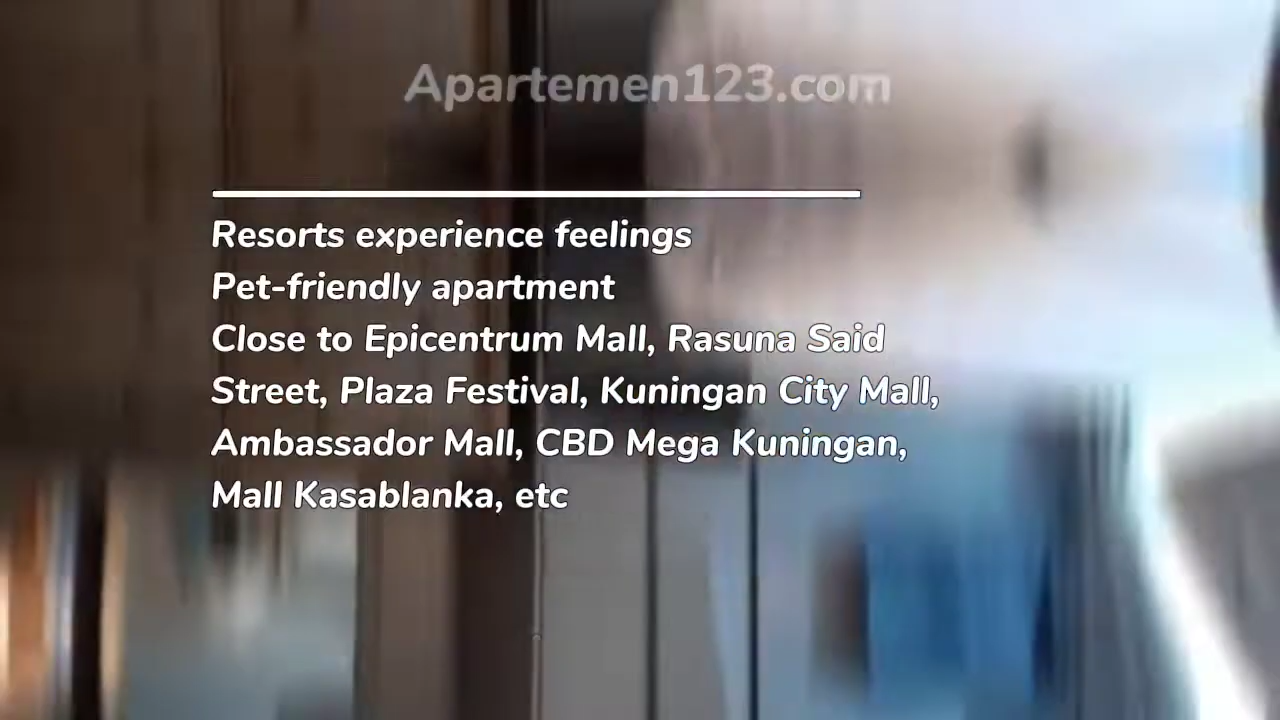 Apartemen123.com
Resorts experience feelings
Pet-friendly apartment
Close to Epicentrum Mall, Rasuna Said
Street, Plaza Festival, Kuningan City Mall,
Ambassador Mall, CBD Mega Kuningan,
Mall Kasablanka, etc